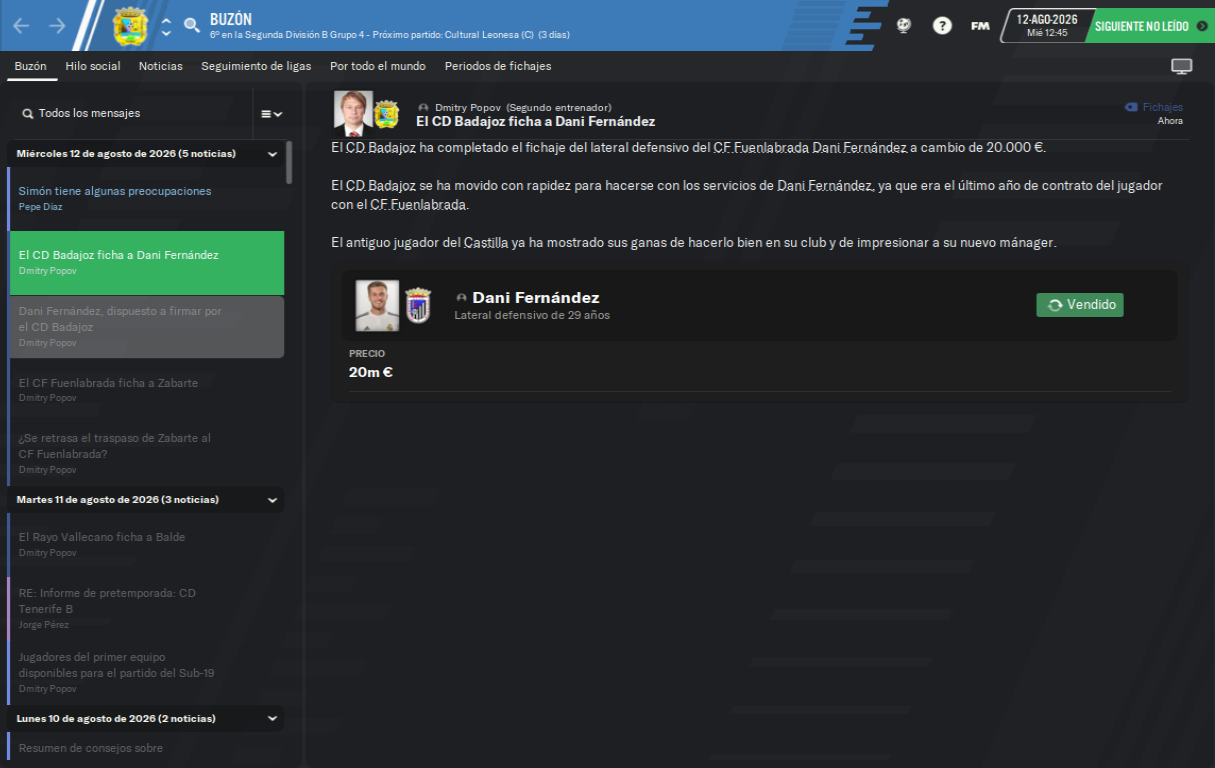 BUZÓN
6º en la Segunda División B Grupo 4 - Próximo partido: Cultural Leonesa (C) (3 días)
?
FM
12-AGO-2026
Mié 12:45
SIGUIENTE NO LEÍDO
Buzón Hilo social Noticias Seguimiento de ligas Por todo el mundo Periodos de fichajes
Todos los mensajes
Miércoles 12 de agosto de 2026 (5 noticias)
Simón tiene algunas preocupaciones
Pepe Diaz
El CD Badajoz ficha a Dani Fernández
Dmitry Popov
Dani Fernández, dispuesto a firmar por
el CD Badajoz
Dmitry Popov
El CF Fuenlabrada ficha a Zabarte
Dmitry Popov
¿Se retrasa el traspaso de Zabarte al
CF Fuenlabrada?
Dmitry Popov
Martes 11 de agosto de 2026 (3 noticias)
El Rayo Vallecano ficha a Balde
Dmitry Popov
RE: Informe de pretemporada: CD
Tenerife B
Jorge Pérez
Jugadores del primer equipo
disponibles para el partido del Sub-19
Dmitry Popov
Lunes 10 de agosto de 2026 (2 noticias)
Resumen de consejos sobre
Dmitry Popov (Segundo entrenador)
El CD Badajoz ficha a Dani Fernández
Fichajes
Ahora
El CD Badajoz ha completado el fichaje del lateral defensivo del CF Fuenlabrada Dani Fernández a cambio de 20.000 €.
El CD Badajoz se ha movido con rapidez para hacerse con los servicios de Dani Fernández, ya que era el último año de contrato del jugador
con el CF Fuenlabrada.
El antiguo jugador del Castilla ya ha mostrado sus ganas de hacerlo bien en su club y de impresionar a su nuevo mánager.
Dani Fernández
Lateral defensivo de 29 años
Vendido
PRECIO
20m €